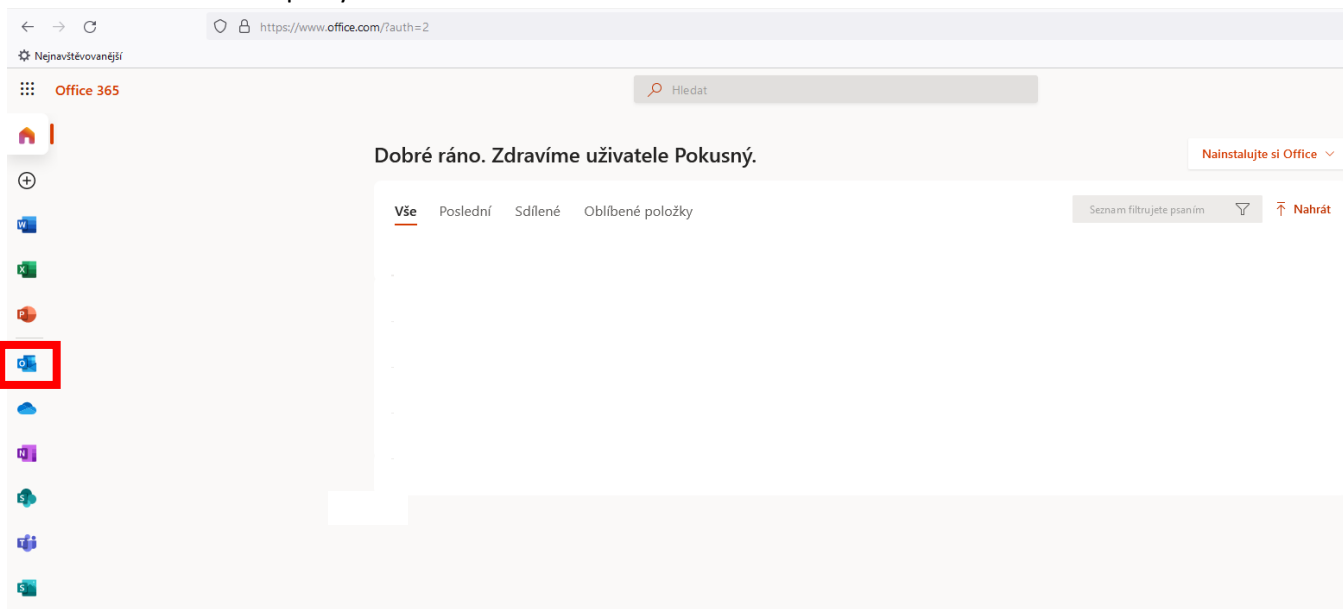 https://www.office.com/?auth=2
Nejnavštěvovanější
Office 365
Hledat
Dobré ráno. Zdravíme uživatele Pokusný.
Nainstalujte si Office
Vše Poslední Sdílené Oblíbené položky
Seznam filtrujete psaním
Nahrát
W
X
P
O
N
S
T
S